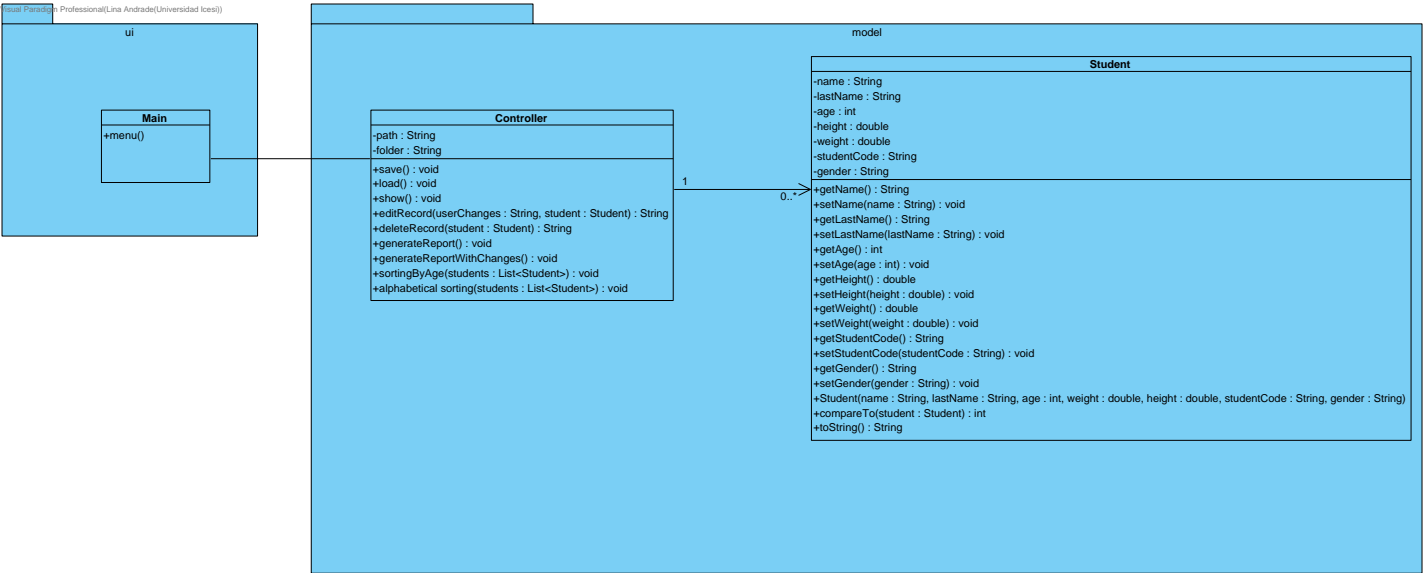 Visual Paradigm Professional(Lina Andrade(Universidad Icesi))
ui
Main
+menu()
model
Controller
-path : String
-folder : String
+save() : void
+load() : void
+show() : void
+editRecord(userChanges : String, student : Student) : String
+deleteRecord(student : Student) : String
+generateReport() : void
+generateReportWithChanges() : void
+sortingByAge(students : List<Student>) : void
+alphabetical sorting(students : List<Student>) : void
1
0..*
Student
-name : String
-lastName : String
-age : int
-height : double
-weight : double
-studentCode : String
-gender : String
+getName() : String
+setName(name : String) : void
+getLastName() : String
+setLastName(lastName : String) : void
+getAge() : int
+setAge(age : int) : void
+getHeight() : double
+setHeight(height : double) : void
+getWeight() : double
+setWeight(weight : double) : void
+getStudentCode() : String
+setStudentCode(studentCode : String) : void
+getGender() : String
+setGender(gender : String) : void
+Student(name : String, lastName : String, age : int, weight : double, height : double, studentCode : String, gender : String)
+compareTo(student : Student) : int
+toString() : String